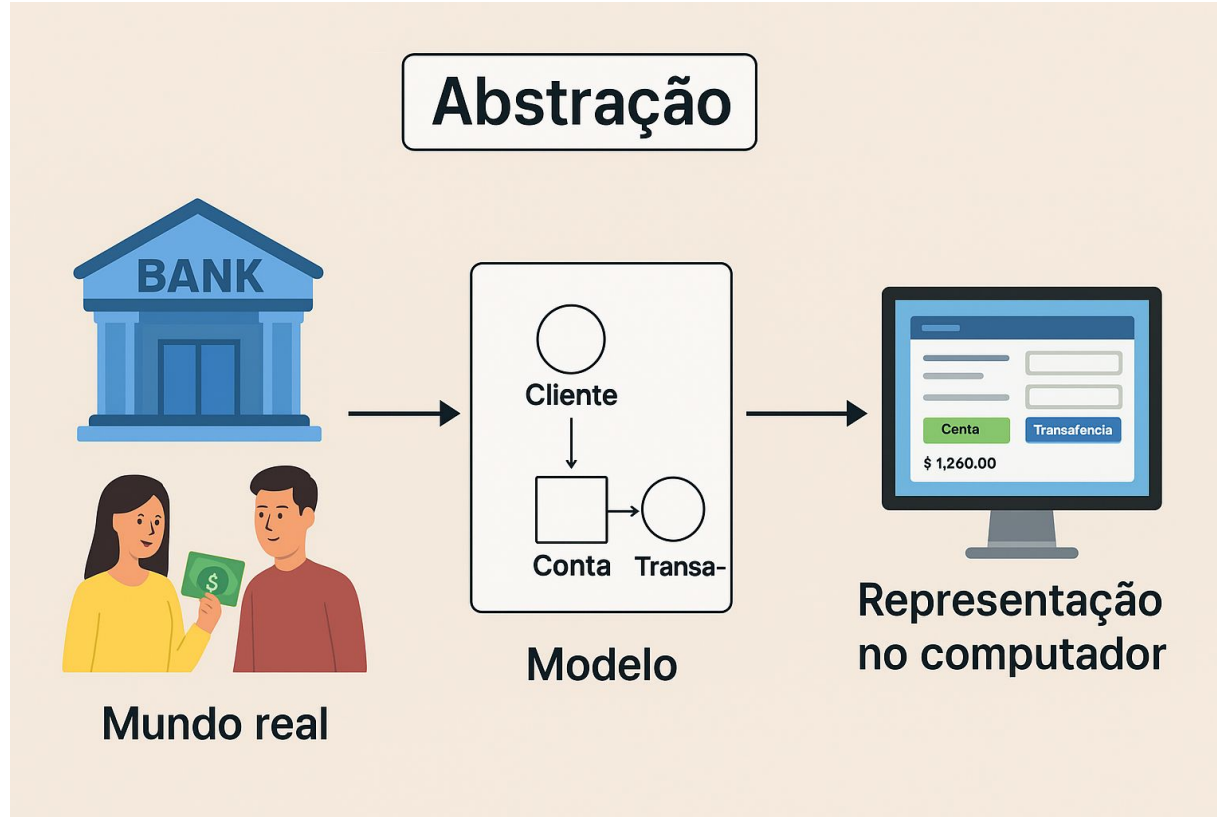 Abstração
BANK
$
Mundo real
Cliente
Conta
Transa-
Modelo
Centa
Transafencia
$ 1,260.00
Representação
no computador